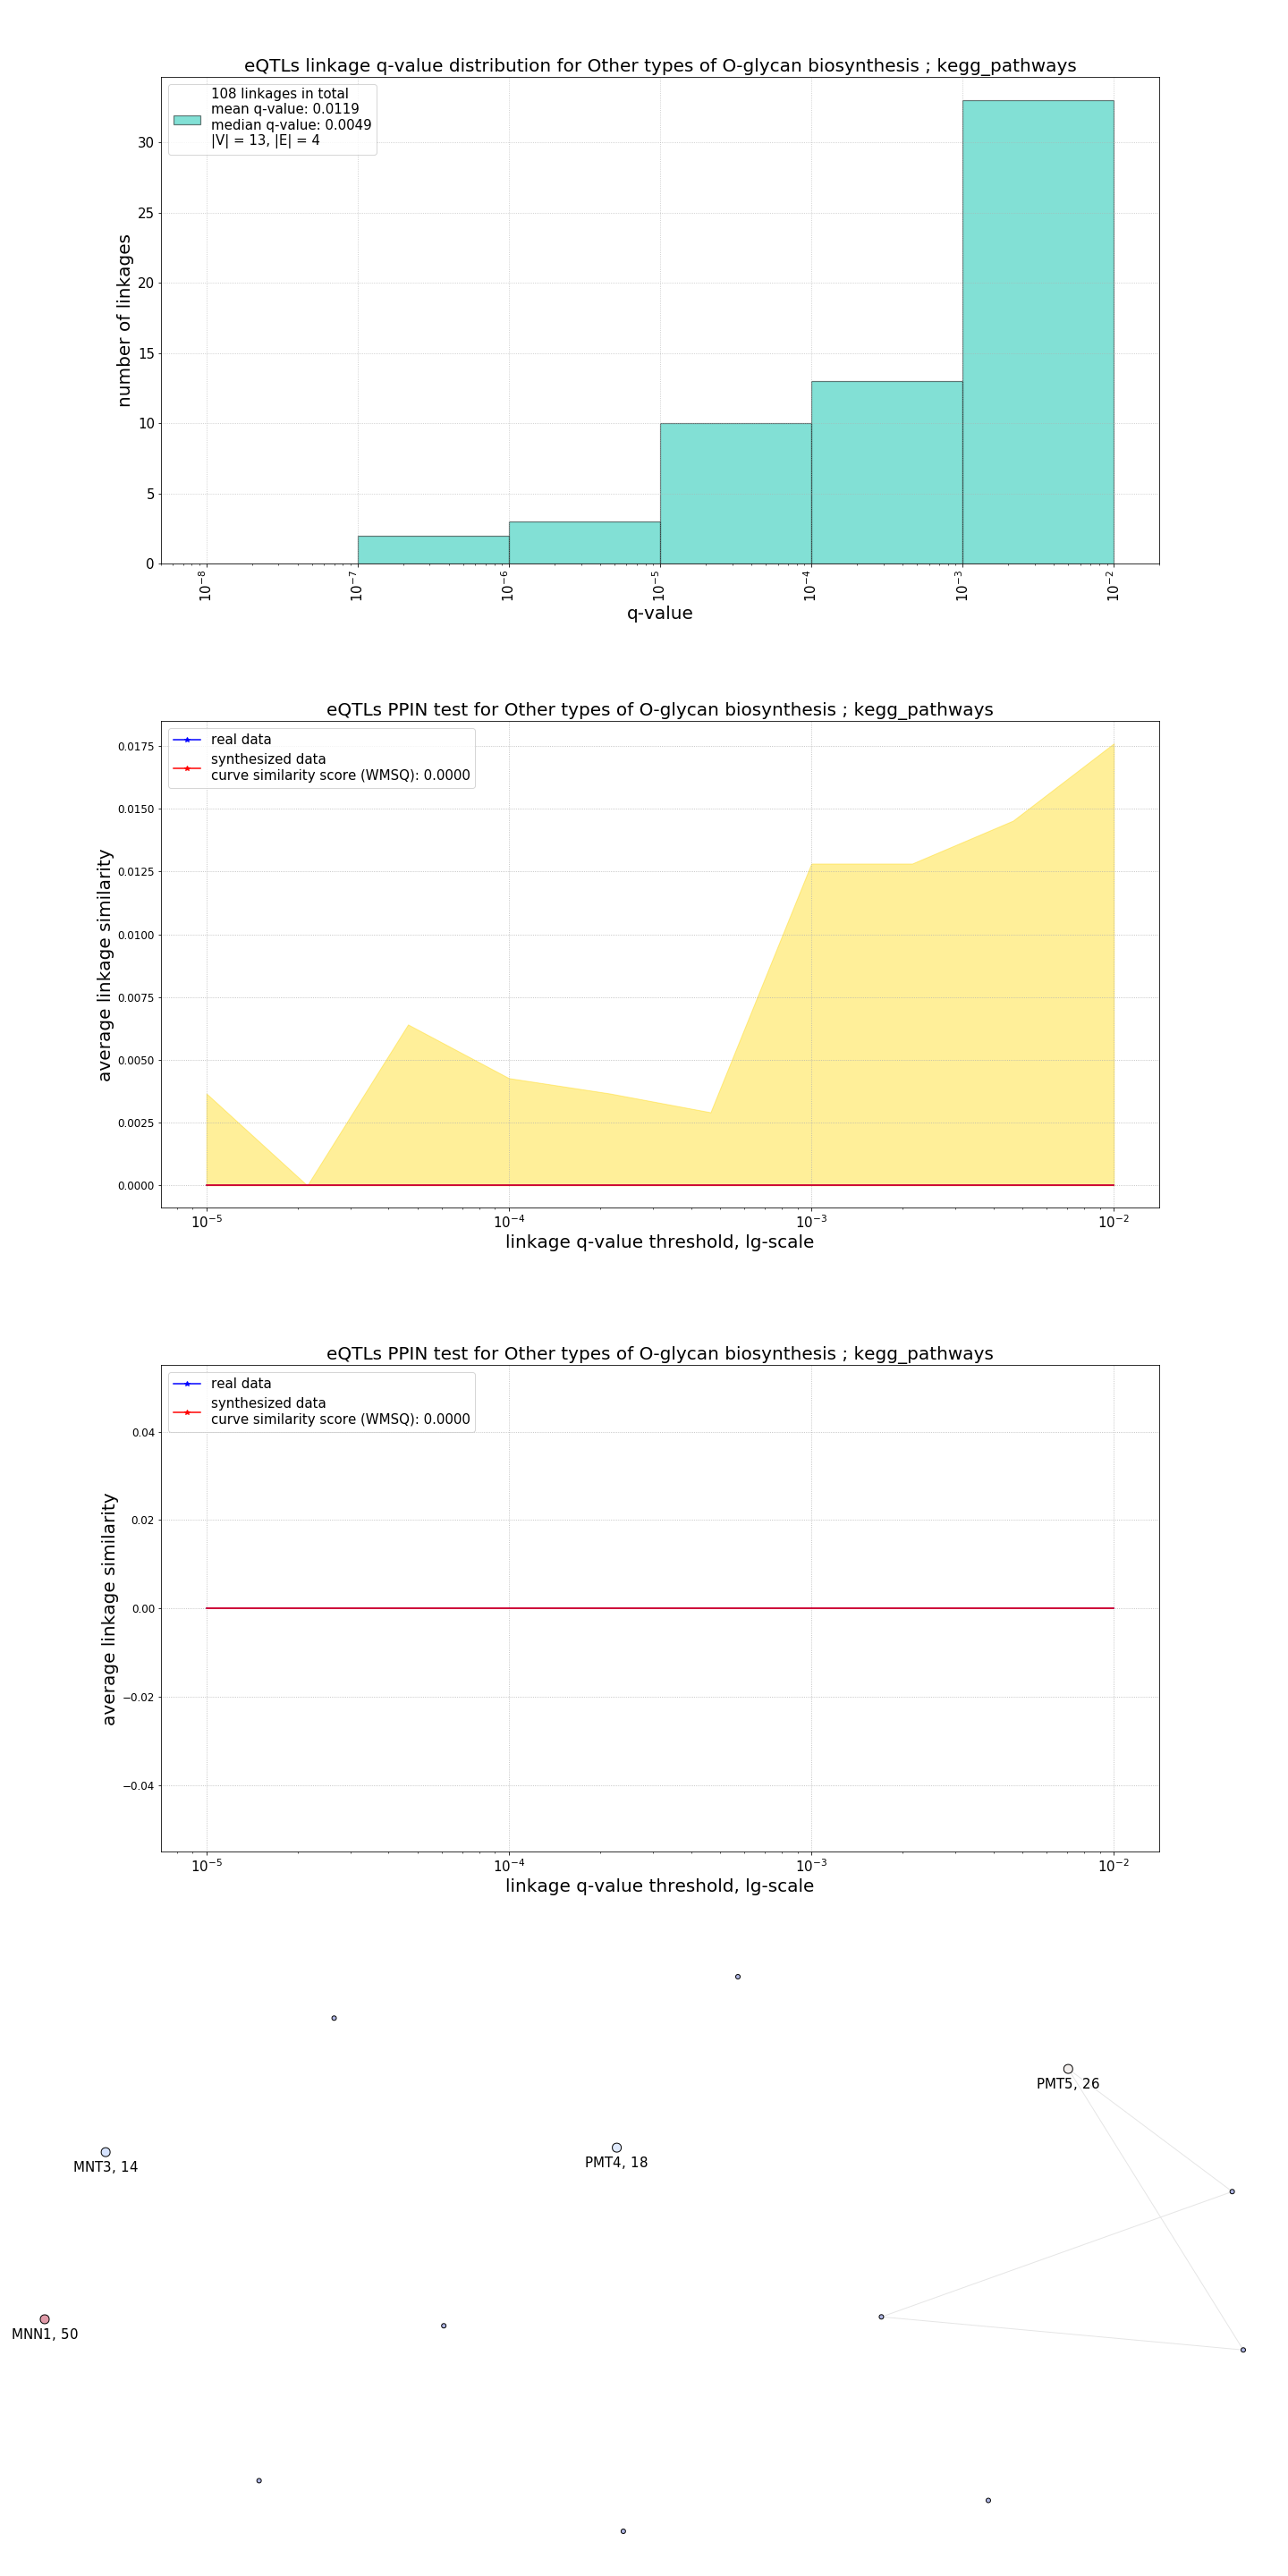 eQTLs linkage q-value distribution for Other types of O-glycan biosynthesis ; kegg_pathways
108 linkages in total
mean q-value: 0.0119
median q-value: 0.0049
|V| = 13, |E| = 4
number of linkages
30
25
20
15
10
5
0
10⁻⁸ 10⁻⁷ 10⁻⁶ 10⁻⁵ 10⁻⁴ 10⁻³ 10⁻²
q-value
eQTLs PPIN test for Other types of O-glycan biosynthesis ; kegg_pathways
real data
synthesized data
curve similarity score (WMSQ): 0.0000
average linkage similarity
0.0175
0.0150
0.0125
0.0100
0.0075
0.0050
0.0025
0.0000
10⁻⁵ 10⁻⁴ 10⁻³ 10⁻²
linkage q-value threshold, lg-scale
eQTLs PPIN test for Other types of O-glycan biosynthesis ; kegg_pathways
real data
synthesized data
curve similarity score (WMSQ): 0.0000
average linkage similarity
0.04
0.02
0.00
−0.02
−0.04
10⁻⁵ 10⁻⁴ 10⁻³ 10⁻²
linkage q-value threshold, lg-scale
PMT5, 26
MNT3, 14
PMT4, 18
MNN1, 50